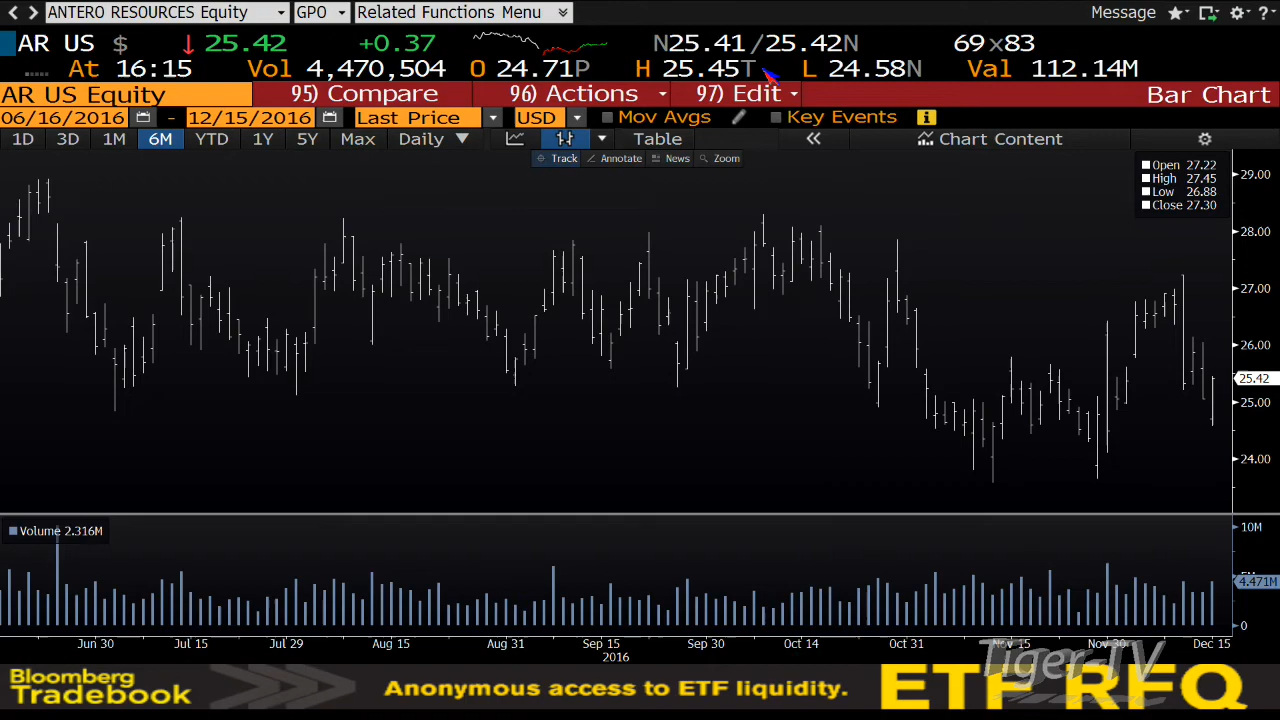 ANTERO RESOURCES Equity GPO Related Functions Menu Message
AR US $ 25.42 +0.37 N25.41/25.42N 69x83
At 16:15 Vol 4,470,504 O 24.71P H 25.45T L 24.58N Val 112.14M
AR US Equity 95) Compare 96) Actions 97) Edit Bar Chart
06/16/2016 - 12/15/2016 Last Price USD Mov Avgs Key Events
1D 3D 1M 6M YTD 1Y 5Y Max Daily Table Chart Content
Track Annotate News Zoom
Open 27.22
High 27.45
Low 26.88
Close 27.30
29.00
28.00
27.00
26.00
25.42
25.00
24.00
Volume 2.316M
10M
4.471M
0
Jun 30 Jul 15 Jul 29 Aug 15 Aug 31 Sep 15 Sep 30 Oct 14 Oct 31 Nov 15 Nov 30 Dec 15
2016
Tiger-TV
Bloomberg
Tradebook
Anonymous access to ETF liquidity.
ETF RFQ